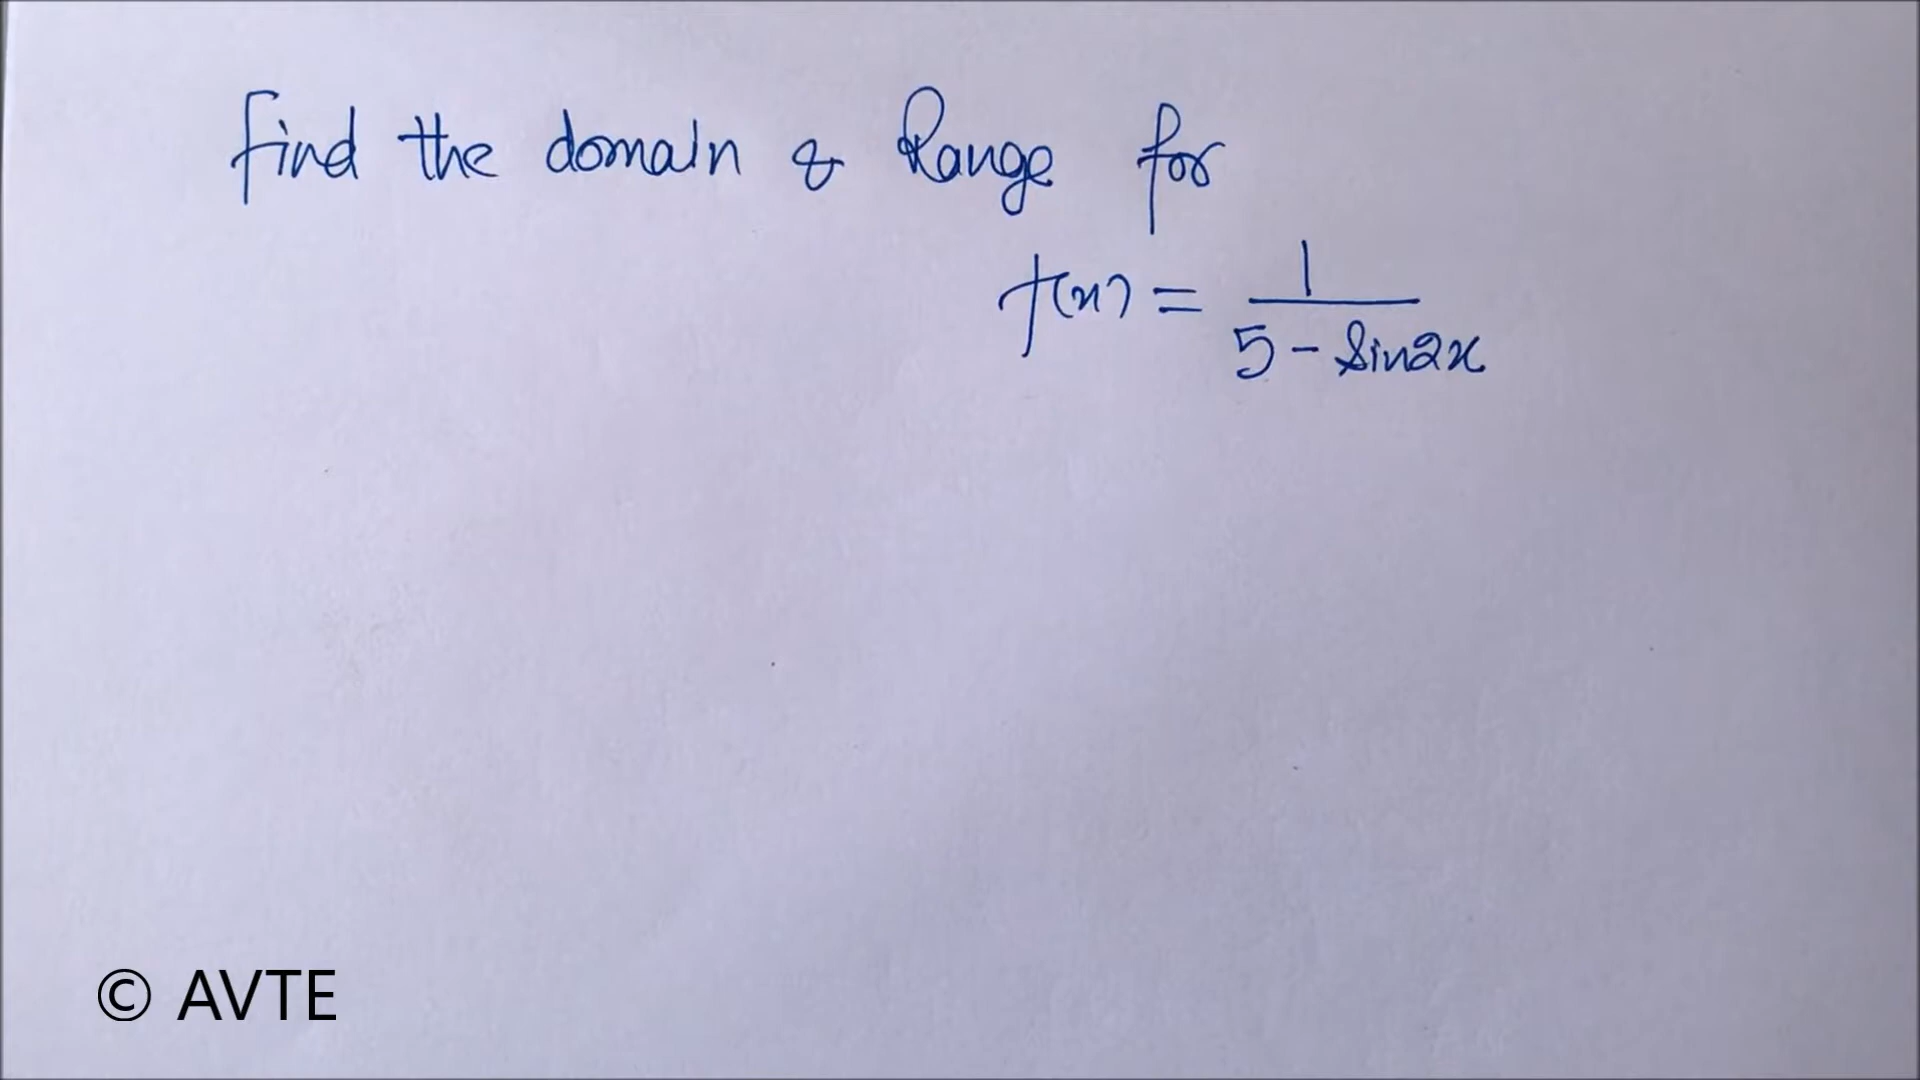 find the domain & Range for
f(x) = 1 / (5 - Sin2x)
© AVTE